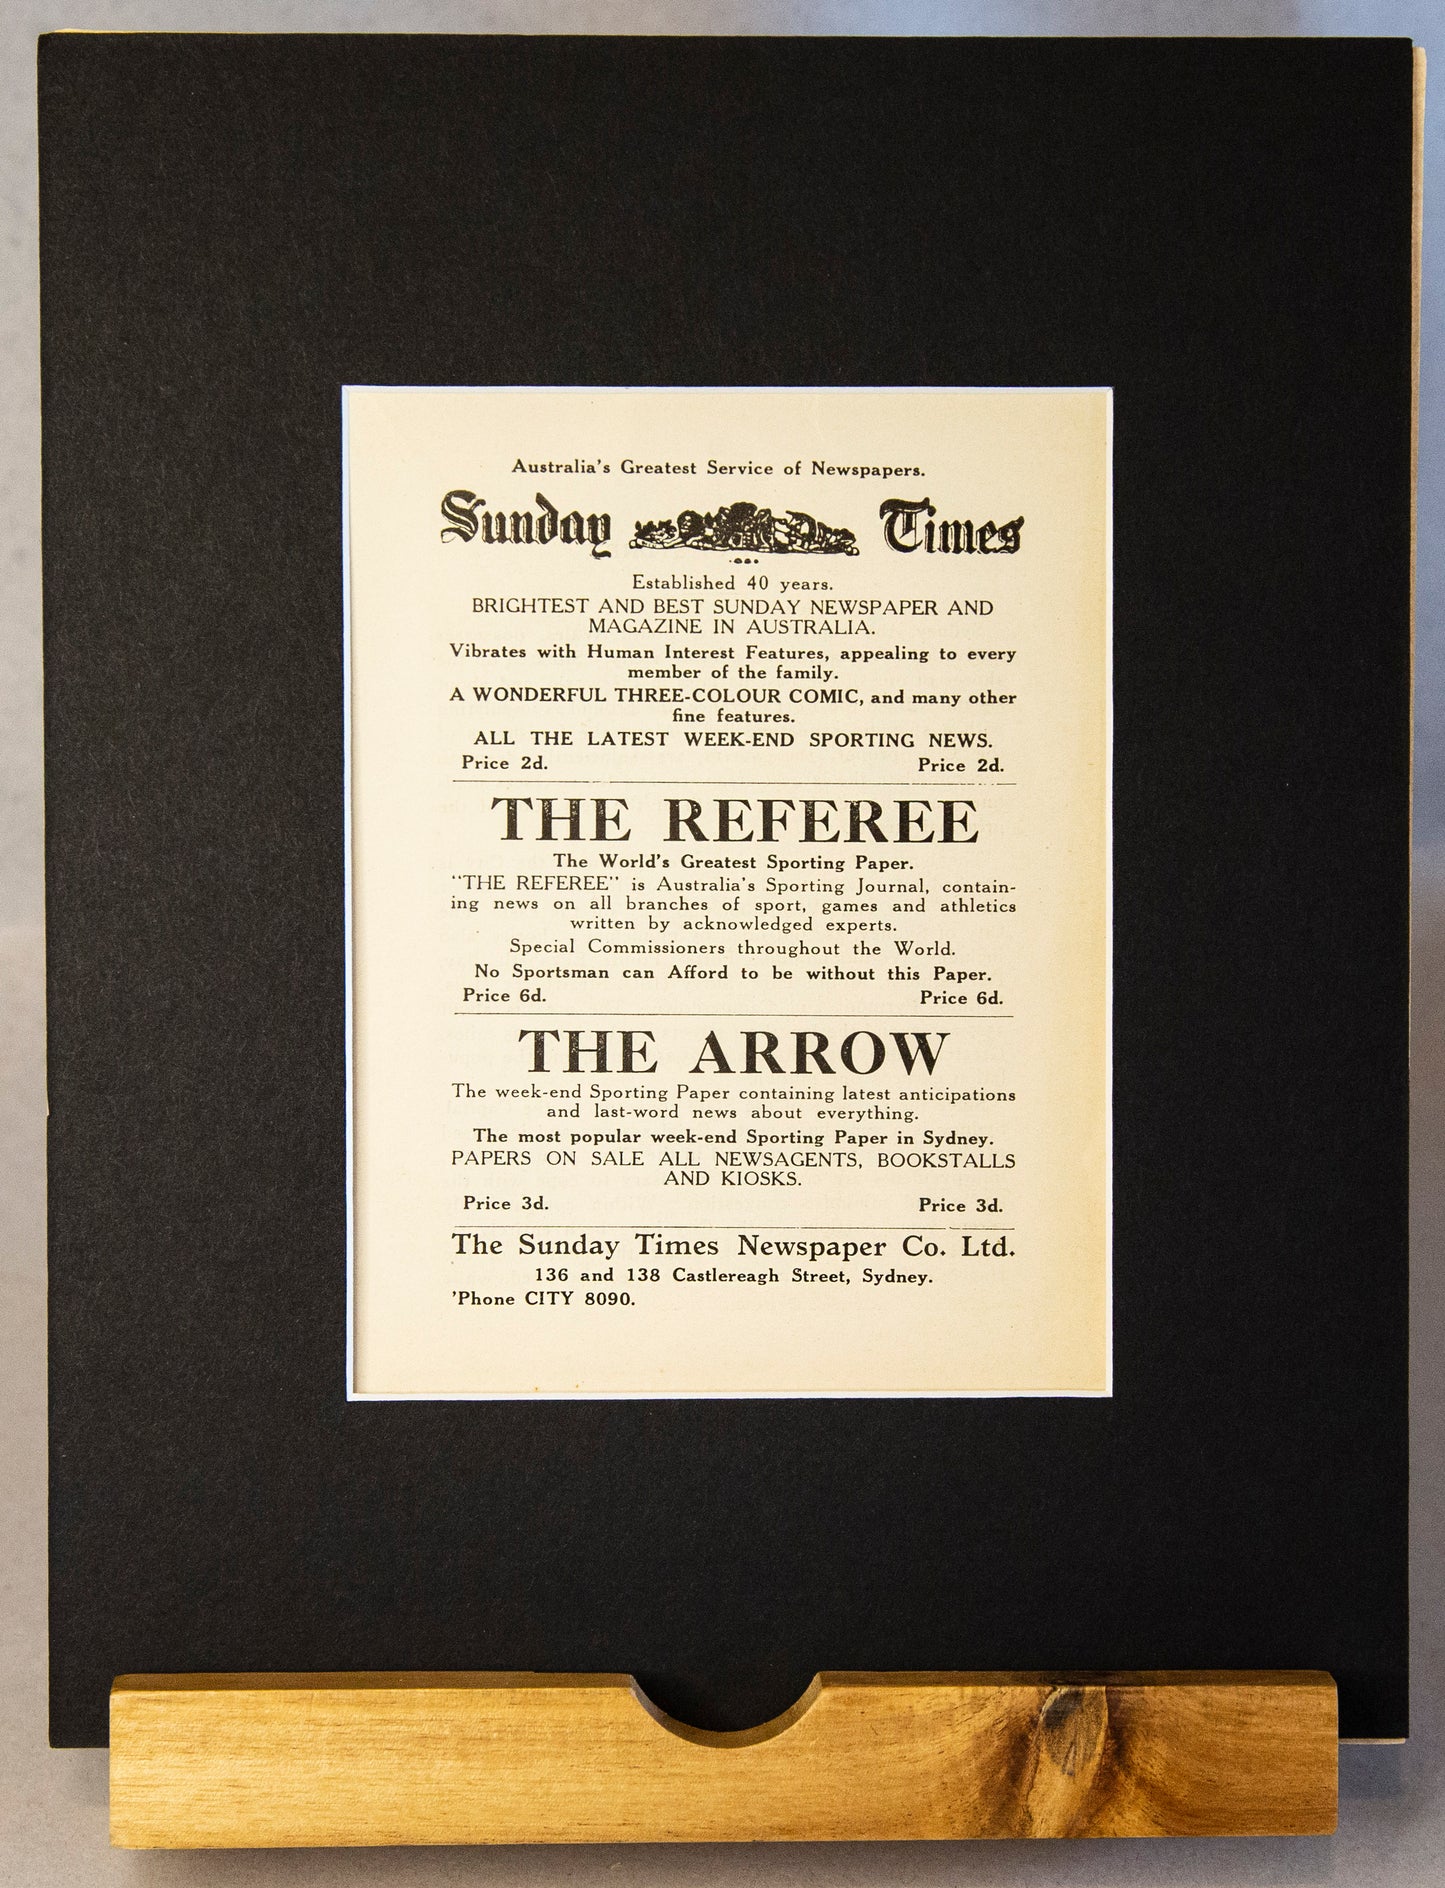 Australia's Greatest Service of Newspapers.
Sunday Times
Established 40 years.
BRIGHTEST AND BEST SUNDAY NEWSPAPER AND
MAGAZINE IN AUSTRALIA.
Vibrates with Human Interest Features, appealing to every
member of the family.
A WONDERFUL THREE-COLOUR COMIC, and many other
fine features.
ALL THE LATEST WEEK-END SPORTING NEWS.
Price 2d. Price 2d.
THE REFEREE
The World's Greatest Sporting Paper.
"THE REFEREE" is Australia's Sporting Journal, contain-
ing news on all branches of sport, games and athletics
written by acknowledged experts.
Special Commissioners throughout the World.
No Sportsman can Afford to be without this Paper.
Price 6d. Price 6d.
THE ARROW
The week-end Sporting Paper containing latest anticipations
and last-word news about everything.
The most popular week-end Sporting Paper in Sydney.
PAPERS ON SALE ALL NEWSAGENTS, BOOKSTALLS
AND KIOSKS.
Price 3d. Price 3d.
The Sunday Times Newspaper Co. Ltd.
136 and 138 Castlereagh Street, Sydney.
'Phone CITY 8090.